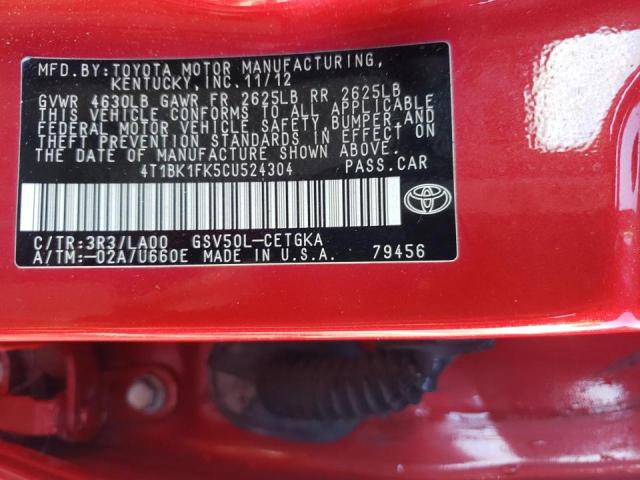 MFD. BY: TOYOTA MOTOR MANUFACTURING,
KENTUCKY, INC. 11/12
GVWR 4630LB GAWR FR 2625LB RR 2625LB
THIS VEHICLE CONFORMS TO ALL APPLICABLE
FEDERAL MOTOR VEHICLE SAFETY, BUMPER AND
THEFT PREVENTION STANDARDS IN EFFECT ON
THE DATE OF MANUFACTURE SHOWN ABOVE.
4T1BK1FK5CU524304 PASS. CAR
C/TR: 3R3/LA00 GSV50L-CETGKA
A/TM: -02A/U660E MADE IN U.S.A. 79456